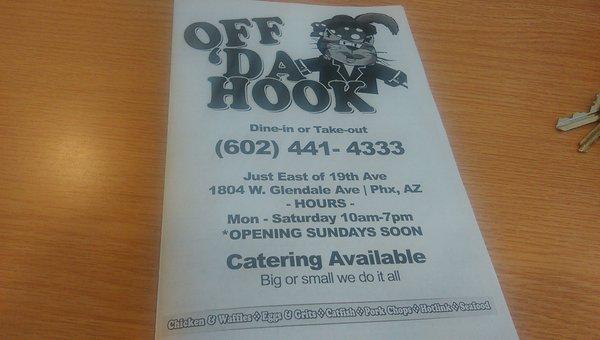 OFF
'DA
HOOK
Dine-in or Take-out
(602) 441- 4333
Just East of 19th Ave
1804 W. Glendale Ave | Phx, AZ
- HOURS -
Mon - Saturday 10am-7pm
*OPENING SUNDAYS SOON
Catering Available
Big or small we do it all
Chicken & Waffles ⟡ Eggs & Grits ⟡ Catfish ⟡ Pork Chops ⟡ Hotlink ⟡ Seafood